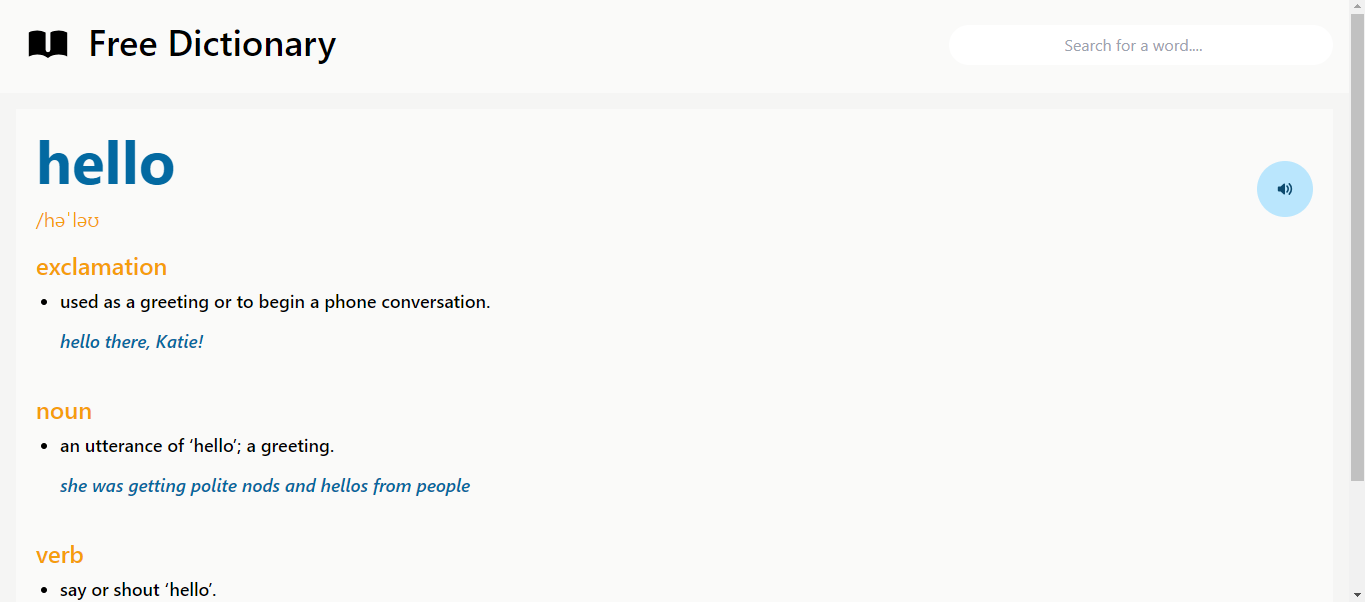 Free Dictionary
Search for a word....
hello
/həˈləʊ
exclamation
• used as a greeting or to begin a phone conversation.
hello there, Katie!
noun
• an utterance of ‘hello’; a greeting.
she was getting polite nods and hellos from people
verb
• say or shout ‘hello’.